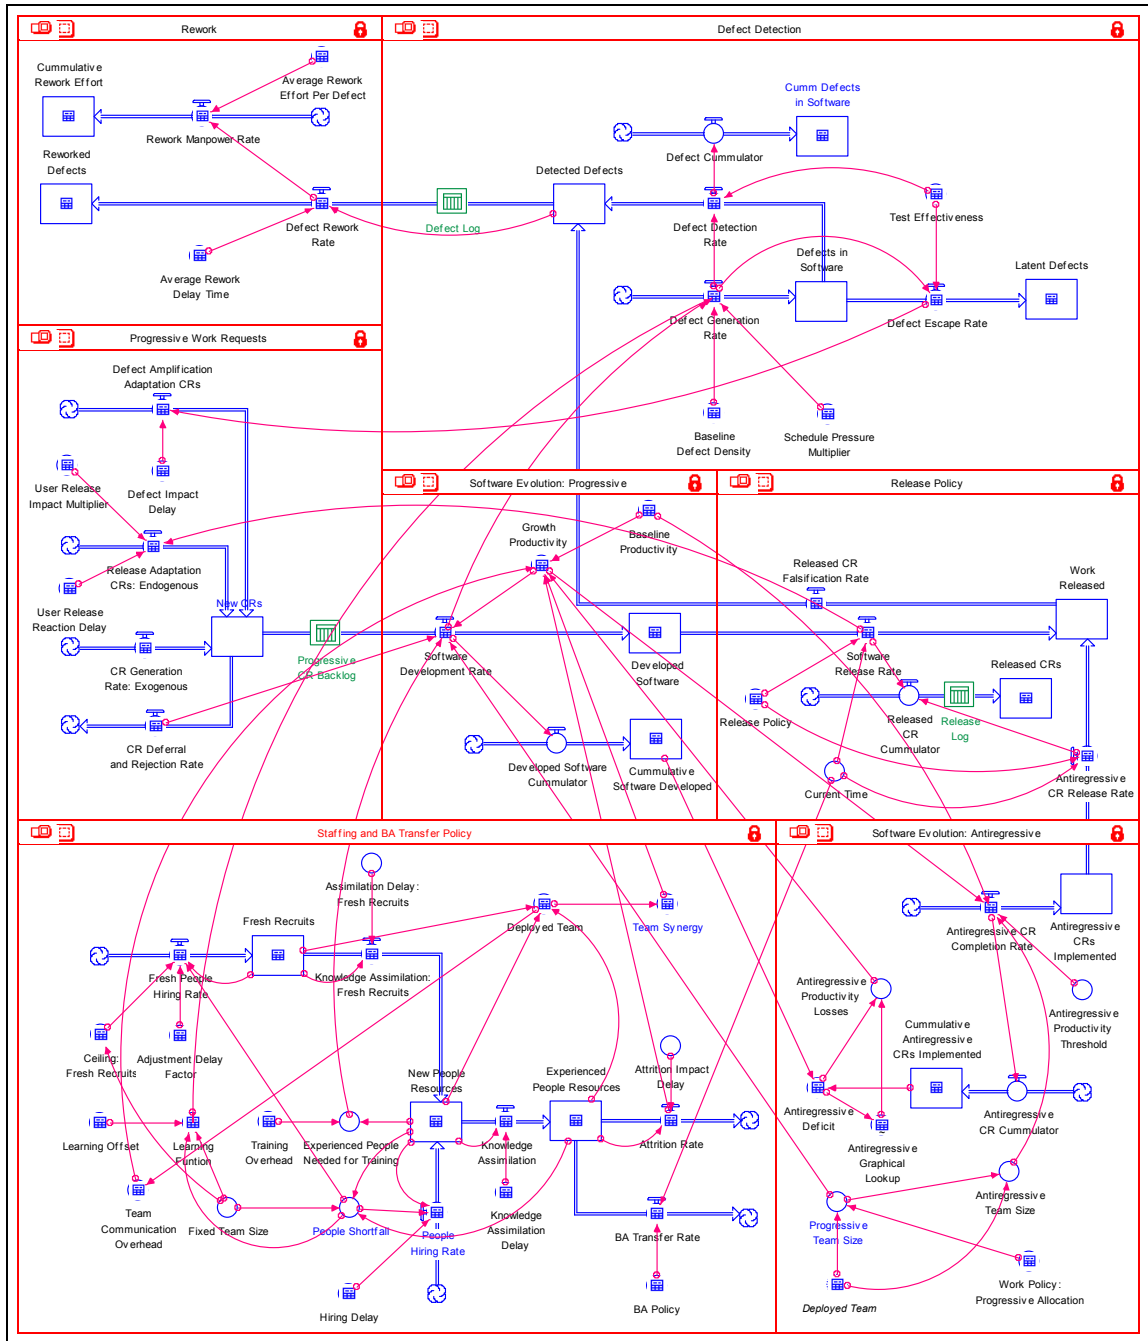 Rework
Defect Detection
Cummulative
Rework Effort
Average Rework
Effort Per Defect
Rework Manpower Rate
Reworked
Defects
Defect Rework
Rate
Average Rework
Delay Time
Defect Log
Cumm Defects
in Software
Defect Cummulator
Detected Defects
Defect Detection
Rate
Test Effectiveness
Defects in
Software
Latent Defects
Defect Generation
Rate
Defect Escape Rate
Baseline
Defect Density
Schedule Pressure
Multiplier
Progressive Work Requests
Defect Amplification
Adaptation CRs
User Release
Impact Multiplier
Defect Impact
Delay
Release Adaptation
CRs: Endogenous
User Release
Reaction Delay
New CRs
CR Generation
Rate: Exogenous
Progressive
CR Backlog
CR Deferral
and Rejection Rate
Software Evolution: Progressive
Growth
Productivity
Baseline
Productivity
Software
Development Rate
Developed
Software
Developed Software
Cummulator
Cummulative
Software Developed
Release Policy
Released CR
Falsification Rate
Work
Released
Software
Release Rate
Released CRs
Release Policy
Released
CR
Cummulator
Release
Log
Current Time
Antiregressive
CR Release Rate
Staffing and BA Transfer Policy
Assimilation Delay:
Fresh Recruits
Fresh Recruits
Deployed Team
Team Synergy
Fresh People
Hiring Rate
Knowledge Assimilation:
Fresh Recruits
Ceiling:
Fresh Recruits
Adjustment Delay
Factor
New People
Resources
Experienced
People Resources
Attrition Impact
Delay
Learning Offset
Learning
Funtion
Training
Overhead
Experienced People
Needed for Training
Knowledge
Assimilation
Attrition Rate
Team
Communication
Overhead
Fixed Team Size
People Shortfall
People
Hiring Rate
Knowledge
Assimilation
Delay
BA Transfer Rate
Hiring Delay
BA Policy
Software Evolution: Antiregressive
Antiregressive CR
Completion Rate
Antiregressive
CRs
Implemented
Antiregressive
Productivity
Losses
Antiregressive
Productivity
Threshold
Cummulative
Antiregressive
CRs Implemented
Antiregressive
Deficit
Antiregressive
CR Cummulator
Antiregressive
Graphical
Lookup
Antiregressive
Team Size
Progressive
Team Size
Work Policy:
Progressive Allocation
Deployed Team